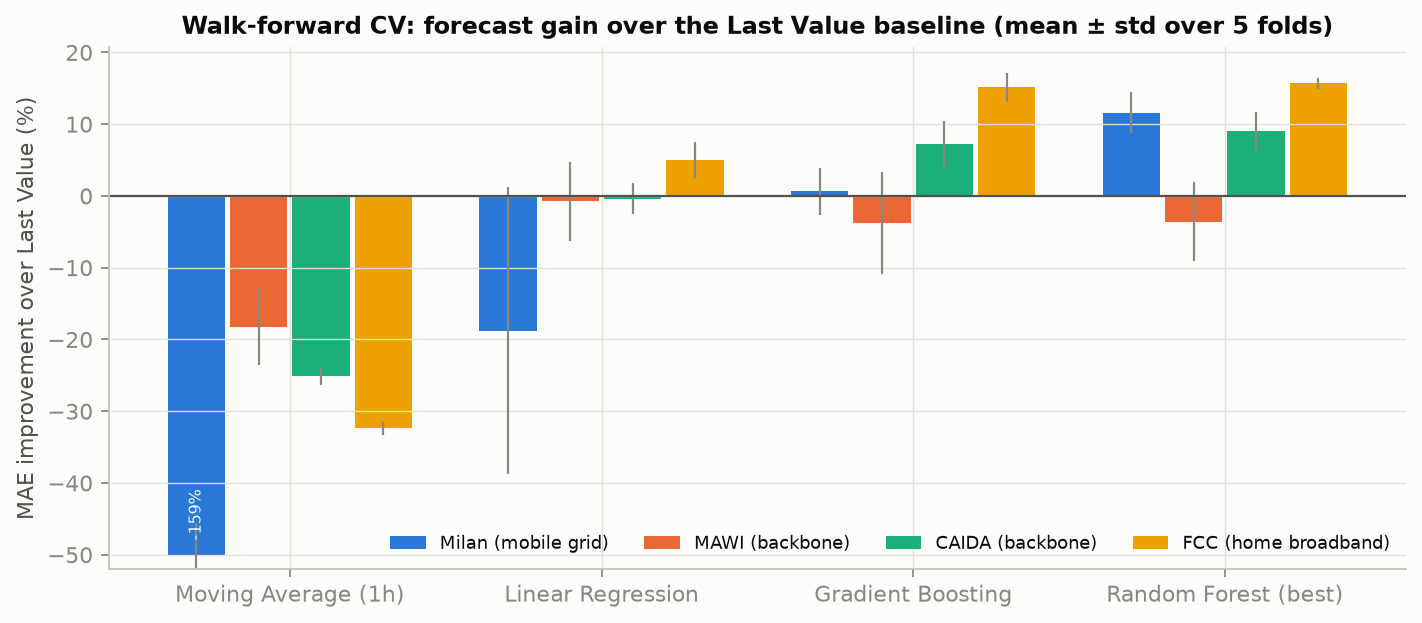 Walk-forward CV: forecast gain over the Last Value baseline (mean ± std over 5 folds)
MAE improvement over Last Value (%)
20
10
0
−10
−20
−30
−40
−50
-159%
Milan (mobile grid)
MAWI (backbone)
CAIDA (backbone)
FCC (home broadband)
Moving Average (1h)
Linear Regression
Gradient Boosting
Random Forest (best)